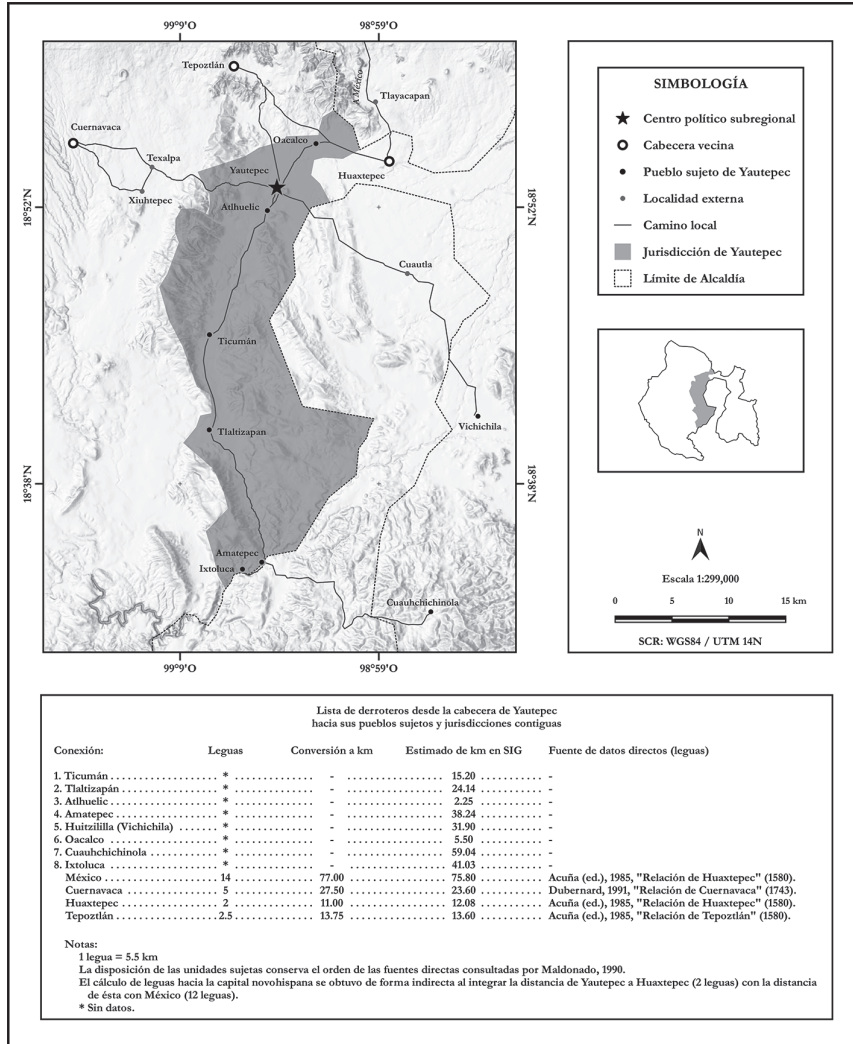 99°9'O
98°59'O
Tepoztlán
A México
Tlayacapan
Cuernavaca
Oacalco
Texalpa
Yautepec
Huaxtepec
Xiuhtepec
Atlhuelic
18°52'N
18°52'N
Cuautla
Ticumán
Vichichila
Tlaltizapan
18°38'N
18°38'N
Amatepec
Ixtoluca
Cuauhchichinola
99°9'O
98°59'O
SIMBOLOGÍA
Centro político subregional
Cabecera vecina
Pueblo sujeto de Yautepec
Localidad externa
Camino local
Jurisdicción de Yautepec
Límite de Alcaldía
N
Escala 1:299,000
0 5 10 15 km
SCR: WGS84 / UTM 14N
Lista de derroteros desde la cabecera de Yautepec
hacia sus pueblos sujetos y jurisdicciones contiguas
Conexión: Leguas Conversión a km Estimado de km en SIG Fuente de datos directos (leguas)
1. Ticumán * - 15.20 -
2. Tlaltizapán * - 24.14 -
3. Atlhuelic * - 2.25 -
4. Amatepec * - 38.24 -
5. Huitzililla (Vichichila) * - 31.90 -
6. Oacalco * - 5.50 -
7. Cuauhchichinola * - 59.04 -
8. Ixtoluca * - 41.03 -
México 14 77.00 75.80 Acuña (ed.), 1985, "Relación de Huaxtepec" (1580).
Cuernavaca 5 27.50 23.60 Dubernard, 1991, "Relación de Cuernavaca" (1743).
Huaxtepec 2 11.00 12.08 Acuña (ed.), 1985, "Relación de Huaxtepec" (1580).
Tepoztlán 2.5 13.75 13.60 Acuña (ed.), 1985, "Relación de Tepoztlán" (1580).
Notas:
1 legua = 5.5 km
La disposición de las unidades sujetas conserva el orden de las fuentes directas consultadas por Maldonado, 1990.
El cálculo de leguas hacia la capital novohispana se obtuvo de forma indirecta al integrar la distancia de Yautepec a Huaxtepec (2 leguas) con la distancia
de ésta con México (12 leguas).
* Sin datos.